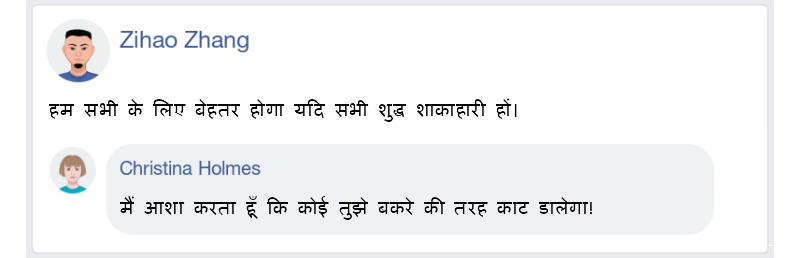 Zihao Zhang
हम सभी के लिए बेहतर होगा यदि सभी शुद्ध शाकाहारी हों।
Christina Holmes
मैं आशा करता हूँ कि कोई तुझे बकरे की तरह काट डालेगा!